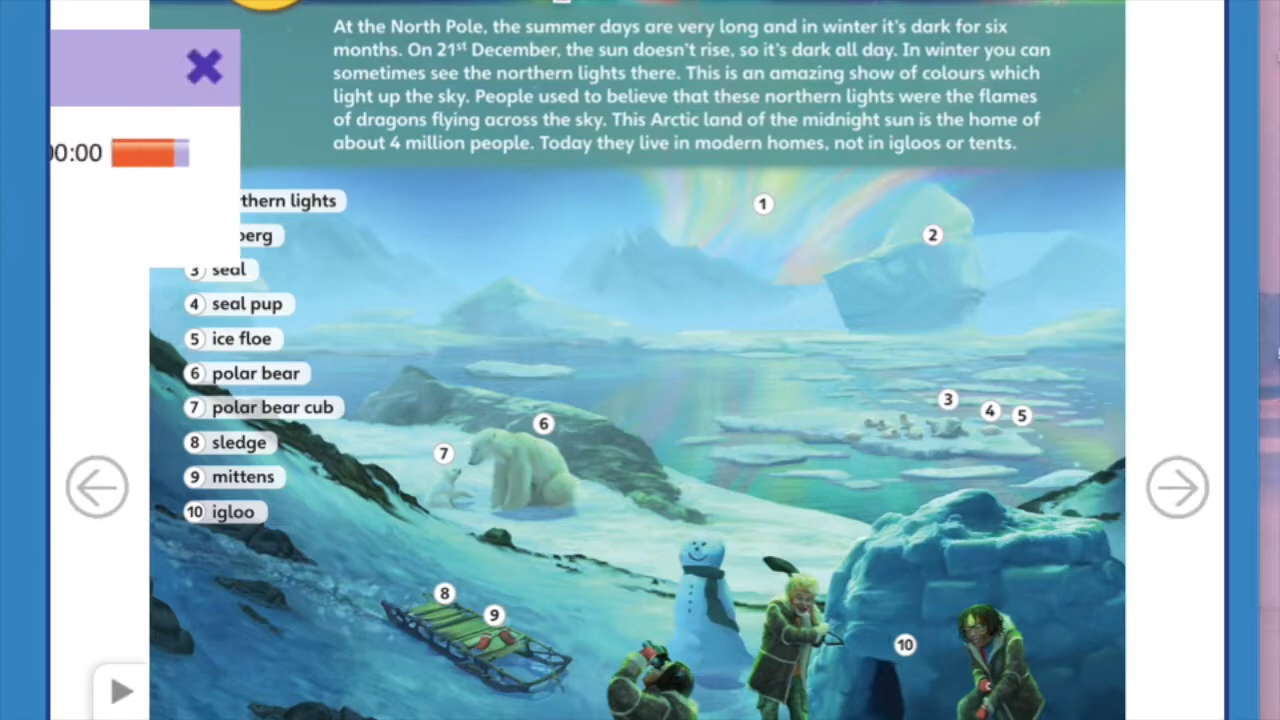 At the North Pole, the summer days are very long and in winter it's dark for six
months. On 21st December, the sun doesn't rise, so it's dark all day. In winter you can
sometimes see the northern lights there. This is an amazing show of colours which
light up the sky. People used to believe that these northern lights were the flames
of dragons flying across the sky. This Arctic land of the midnight sun is the home of
about 4 million people. Today they live in modern homes, not in igloos or tents.
00:00
thern lights
berg
3 seal
4 seal pup
5 ice floe
6 polar bear
7 polar bear cub
8 sledge
9 mittens
10 igloo
1
2
3
4
5
6
7
8
9
10